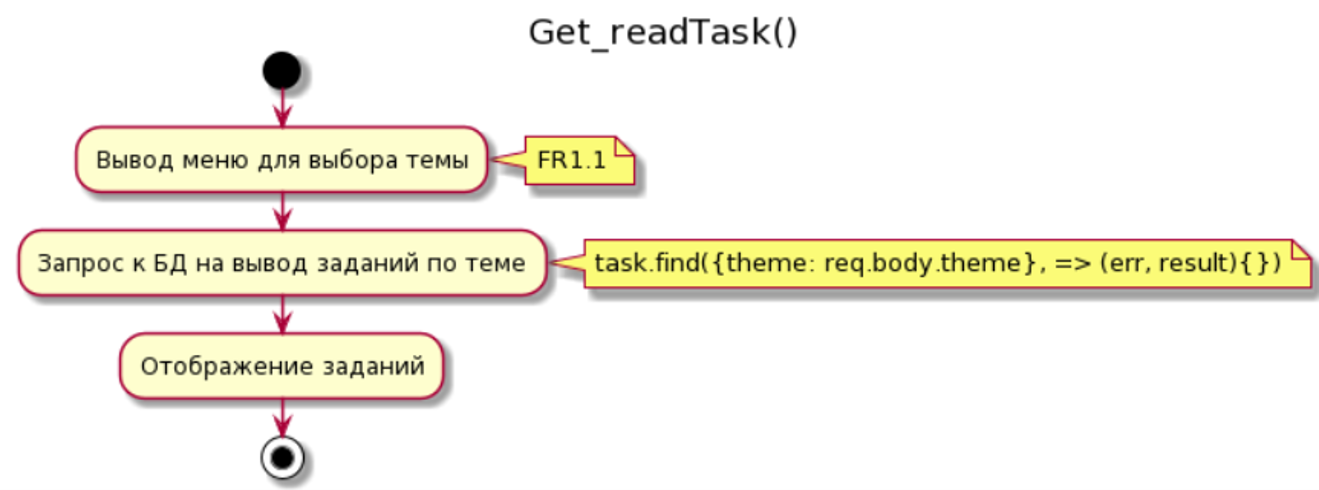 Get_readTask()
Вывод меню для выбора темы
FR1.1
Запрос к БД на вывод заданий по теме
task.find({theme: req.body.theme}, => (err, result){})
Отображение заданий